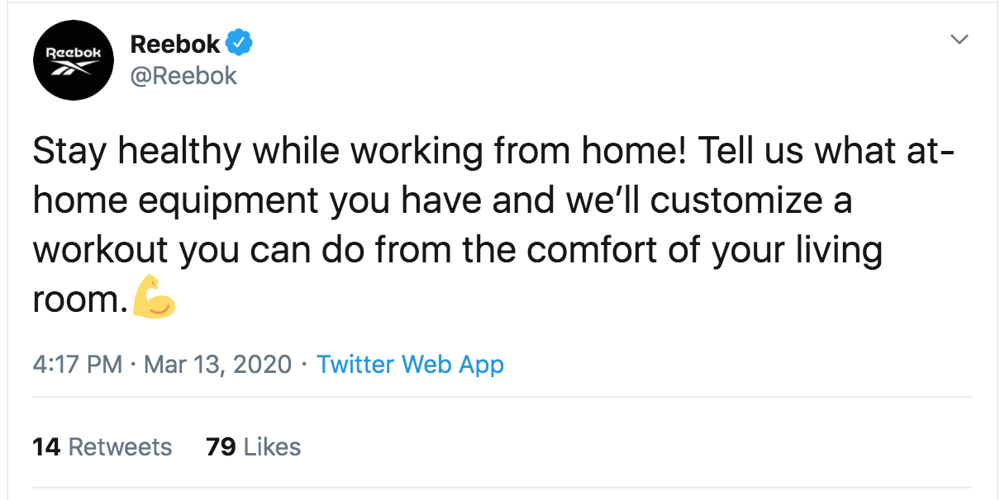 Reebok
Reebok
@Reebok
Stay healthy while working from home! Tell us what at-
home equipment you have and we’ll customize a
workout you can do from the comfort of your living
room.💪
4:17 PM · Mar 13, 2020 · Twitter Web App
14 Retweets 79 Likes